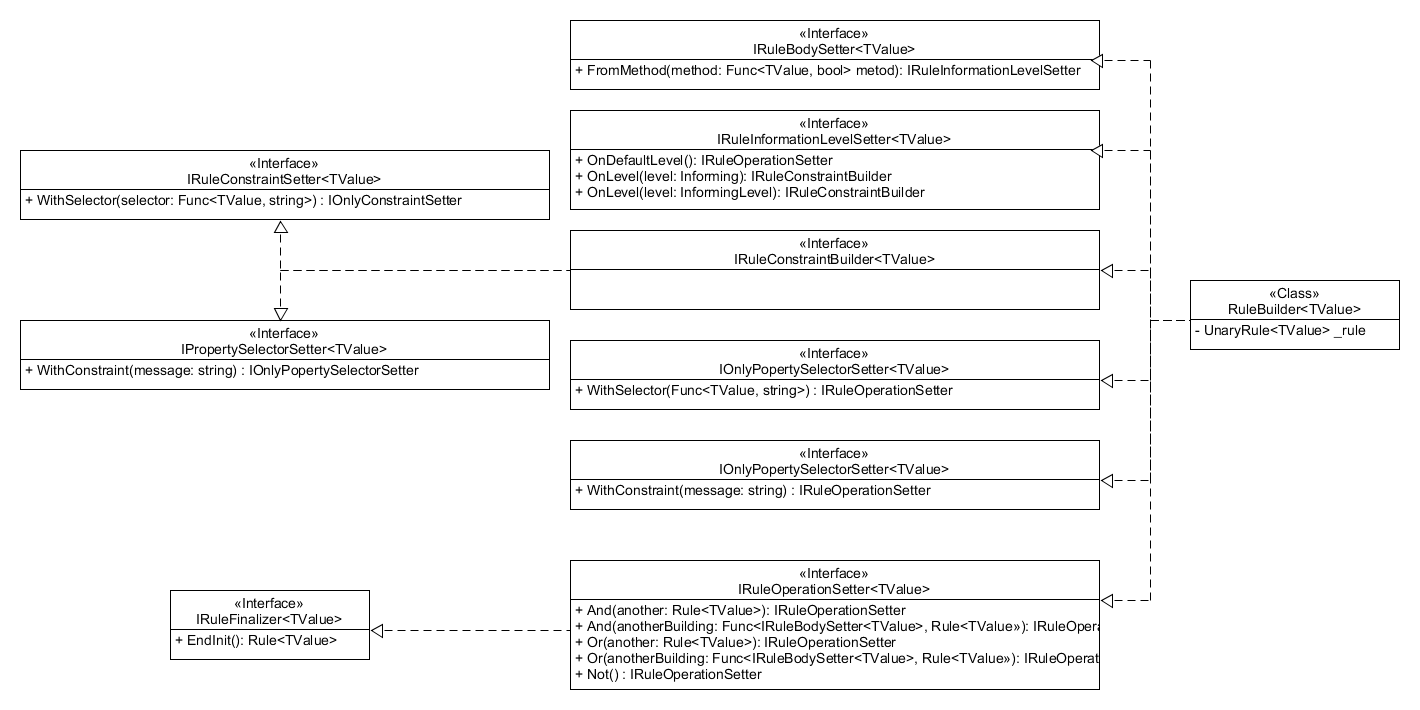 «Interface»
IRuleBodySetter<TValue>
+ FromMethod(method: Func<TValue, bool> metod): IRuleInformationLevelSetter
«Interface»
IRuleInformationLevelSetter<TValue>
+ OnDefaultLevel(): IRuleOperationSetter
+ OnLevel(level: Informing): IRuleConstraintBuilder
+ OnLevel(level: InformingLevel): IRuleConstraintBuilder
«Interface»
IRuleConstraintSetter<TValue>
+ WithSelector(selector: Func<TValue, string>) : IOnlyConstraintSetter
«Interface»
IRuleConstraintBuilder<TValue>
«Class»
RuleBuilder<TValue>
- UnaryRule<TValue> _rule
«Interface»
IPropertySelectorSetter<TValue>
+ WithConstraint(message: string) : IOnlyPopertySelectorSetter
«Interface»
IOnlyPopertySelectorSetter<TValue>
+ WithSelector(Func<TValue, string>) : IRuleOperationSetter
«Interface»
IOnlyPopertySelectorSetter<TValue>
+ WithConstraint(message: string) : IRuleOperationSetter
«Interface»
IRuleFinalizer<TValue>
+ EndInit(): Rule<TValue>
«Interface»
IRuleOperationSetter<TValue>
+ And(another: Rule<TValue>): IRuleOperationSetter
+ And(anotherBuilding: Func<IRuleBodySetter<TValue>, Rule<TValue»): IRuleOpera
+ Or(another: Rule<TValue>): IRuleOperationSetter
+ Or(anotherBuilding: Func<IRuleBodySetter<TValue>, Rule<TValue»): IRuleOperat
+ Not() : IRuleOperationSetter